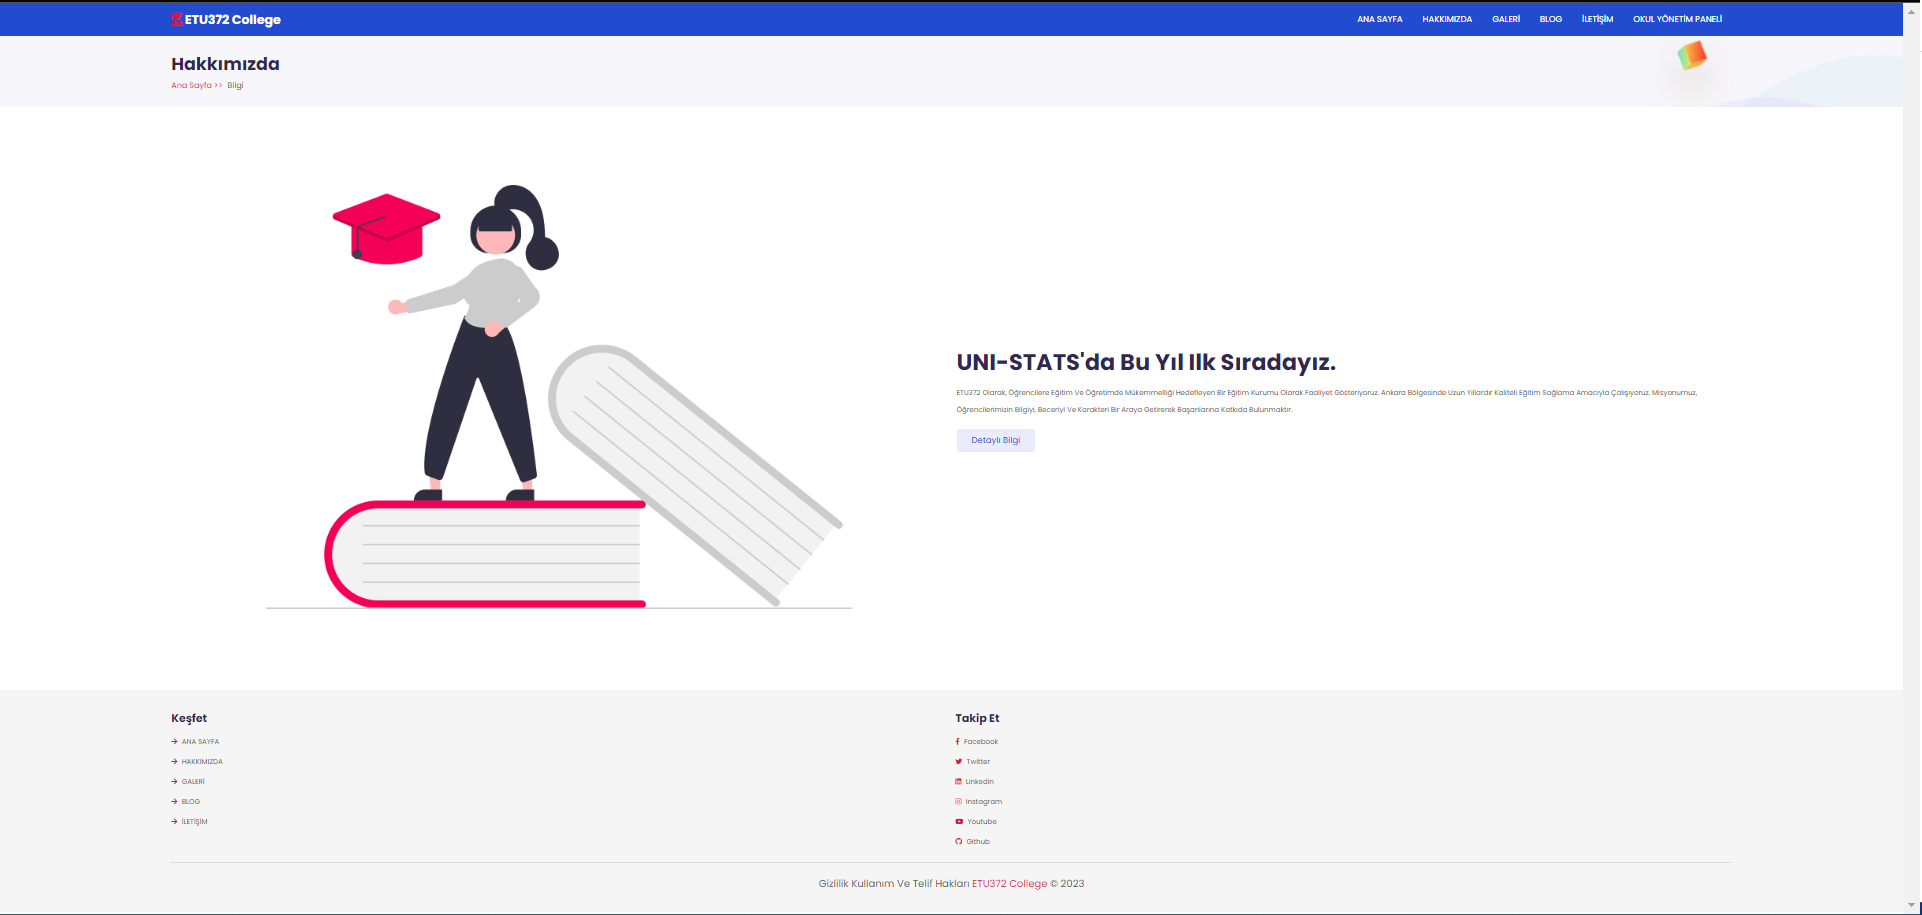 ETU372 College
ANA SAYFA HAKKIMIZDA GALERİ BLOG İLETİŞİM OKUL YÖNETİM PANELİ
Hakkımızda
Ana Sayfa >> Bilgi
UNI-STATS'da Bu Yıl Ilk Sıradayız.
ETU372 Olarak, Öğrencilere Eğitim Ve Öğretimde Mükemmelliği Hedefleyen Bir Eğitim Kurumu Olarak Faaliyet Gösteriyoruz. Ankara Bölgesinde Uzun Yıllardır Kaliteli Eğitim Sağlama Amacıyla Çalışıyoruz. Misyonumuz,
Öğrencilerimizin Bilgiyi, Beceriyi Ve Karakteri Bir Araya Getirerek Başarılarına Katkıda Bulunmaktır.
Detaylı Bilgi
Keşfet
ANA SAYFA
HAKKIMIZDA
GALERİ
BLOG
İLETİŞİM
Takip Et
Facebook
Twitter
Linkedin
Instagram
Youtube
Github
Gizlilik Kullanım Ve Telif Hakları ETU372 College © 2023